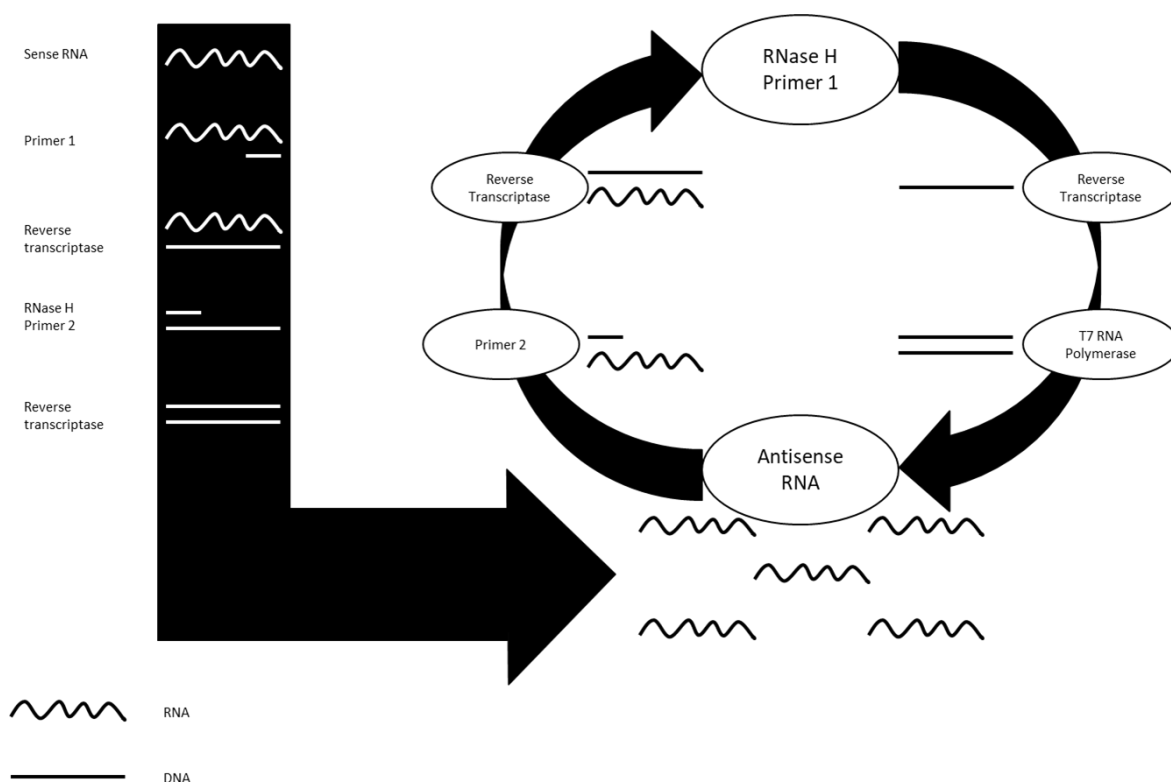 Sense RNA
Primer 1
Reverse
transcriptase
RNase H
Primer 2
Reverse
transcriptase
RNase H
Primer 1
Reverse
Transcriptase
Reverse
Transcriptase
Primer 2
T7 RNA
Polymerase
Antisense
RNA
RNA
DNA